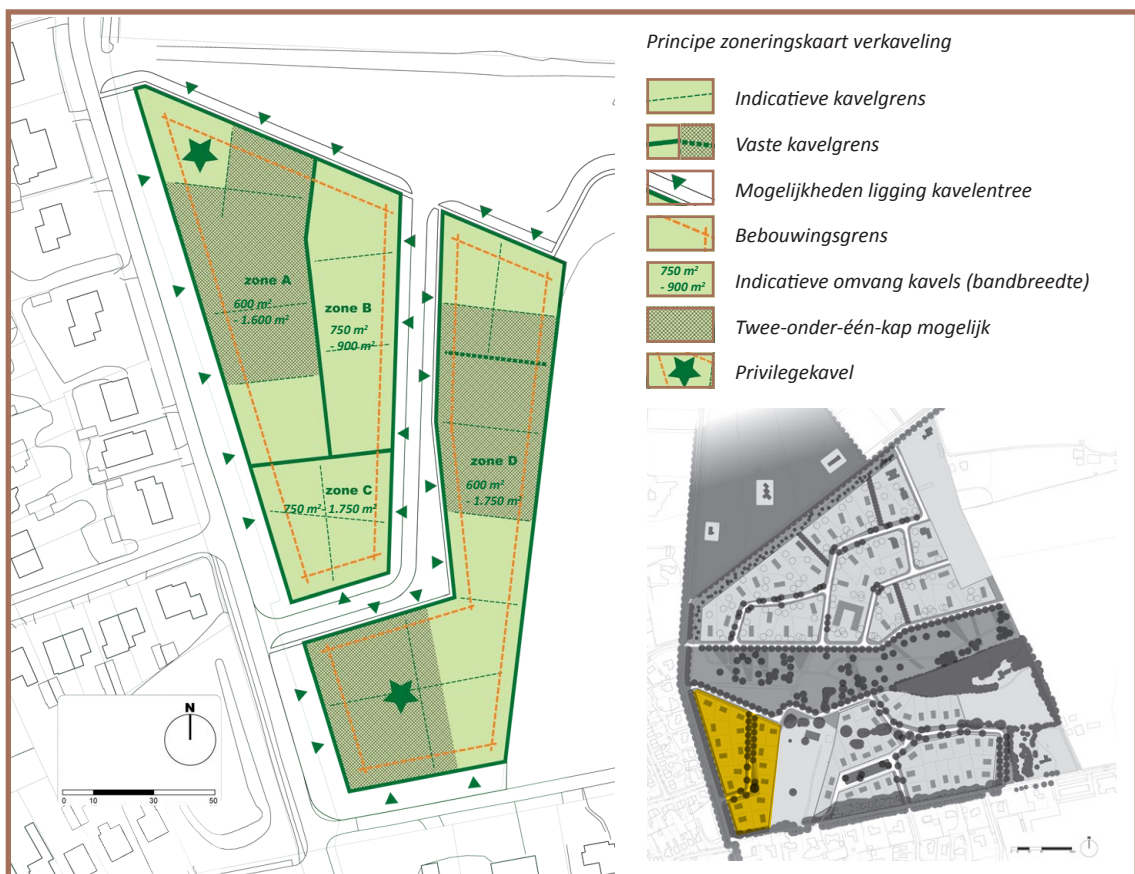 Principe zoneringskaart verkaveling
Indicatieve kavelgrens
Vaste kavelgrens
Mogelijkheden ligging kavelentree
Bebouwingsgrens
750 m²
- 900 m²
Indicatieve omvang kavels (bandbreedte)
Twee-onder-één-kap mogelijk
Privilegekavel
zone A
600 m²
- 1.600 m²
zone B
750 m²
- 900 m²
zone C
750 m² - 1.750 m²
zone D
600 m²
- 1.750 m²
N
0 10 30 50